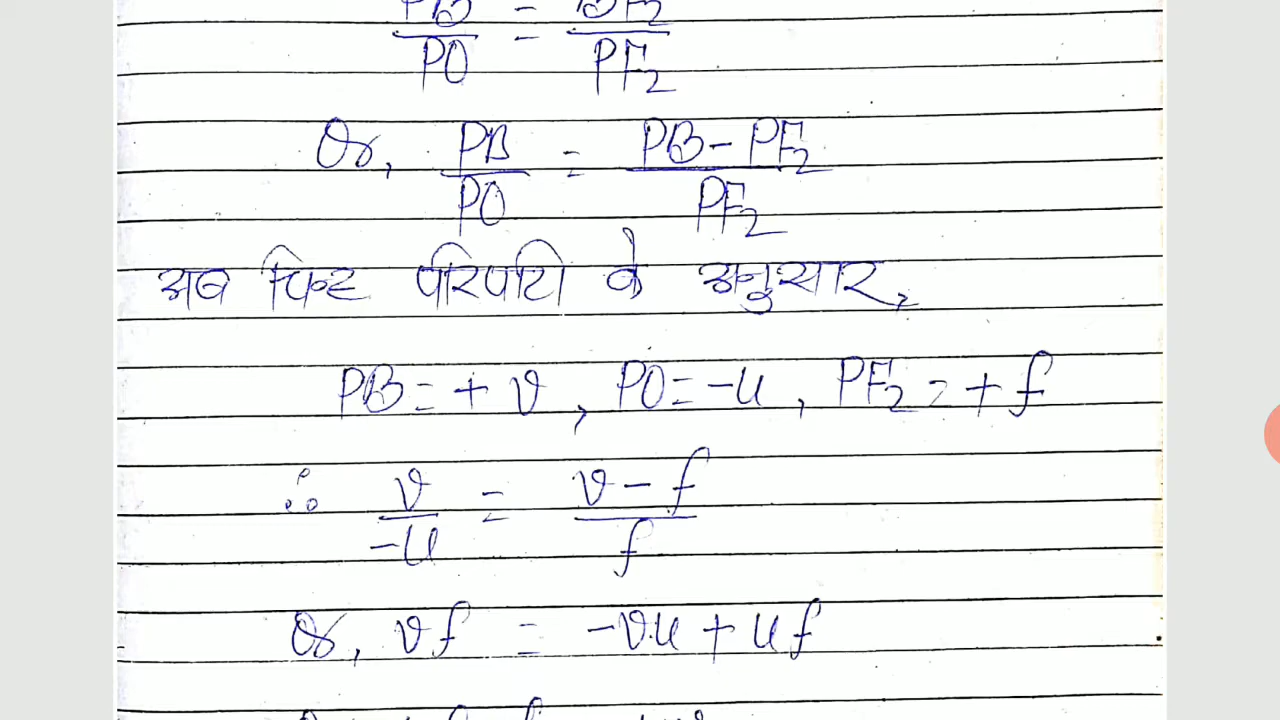 PB/PO = BF₂/PF₂
Or, PB/PO = PB - PF₂/PF₂
अब चिन्ह परिपाटी के अनुसार,
PB = + v, PO = -u, PF₂ = + f
∴ v/-u = v - f/f
Or, vf = -vu + uf